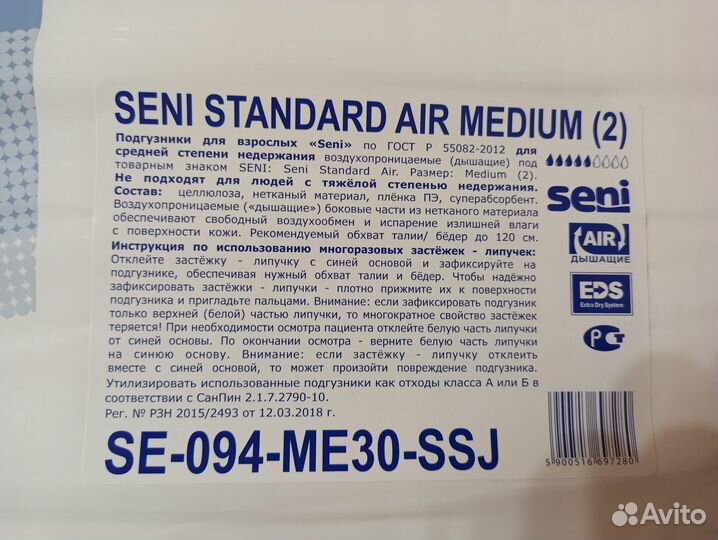 SENI STANDARD AIR MEDIUM (2)
Подгузники для взрослых «Seni» по ГОСТ Р 55082-2012 для
средней степени недержания воздухопроницаемые (дышащие) под
товарным знаком SENI: Seni Standard Air. Размер: Medium (2).
Не подходят для людей с тяжёлой степенью недержания.
Состав: целлюлоза, нетканый материал, плёнка ПЭ, суперабсорбент.
Воздухопроницаемые («дышащие») боковые части из нетканого материала
обеспечивают свободный воздухообмен и испарение излишней влаги
с поверхности кожи. Рекомендуемый обхват талии/ бёдер до 120 см.
Инструкция по использованию многоразовых застёжек - липучек:
Отклейте застёжку - липучку с синей основой и зафиксируйте на
подгузнике, обеспечивая нужный обхват талии и бёдер. Чтобы надёжно
зафиксировать застёжки - липучки - плотно прижмите их к поверхности
подгузника и пригладьте пальцами. Внимание: если зафиксировать подгузник
только верхней (белой) частью липучки, то многократное свойство застёжек
теряется! При необходимости осмотра пациента отклейте белую часть липучки
от синей основы. По окончании осмотра - верните белую часть липучки
на синюю основу. Внимание: если застёжку - липучку отклеить
вместе с синей основой, то может произойти повреждение подгузника.
Утилизировать использованные подгузники как отходы класса А или Б в
соответствии с СанПин 2.1.7.2790-10.
Рег. № РЗН 2015/2493 от 12.03.2018 г.
SE-094-ME30-SSJ
seni
AIR
ДЫШАЩИЕ
EDS
Extra Dry System
РСТ
5 900516 697280
Avito